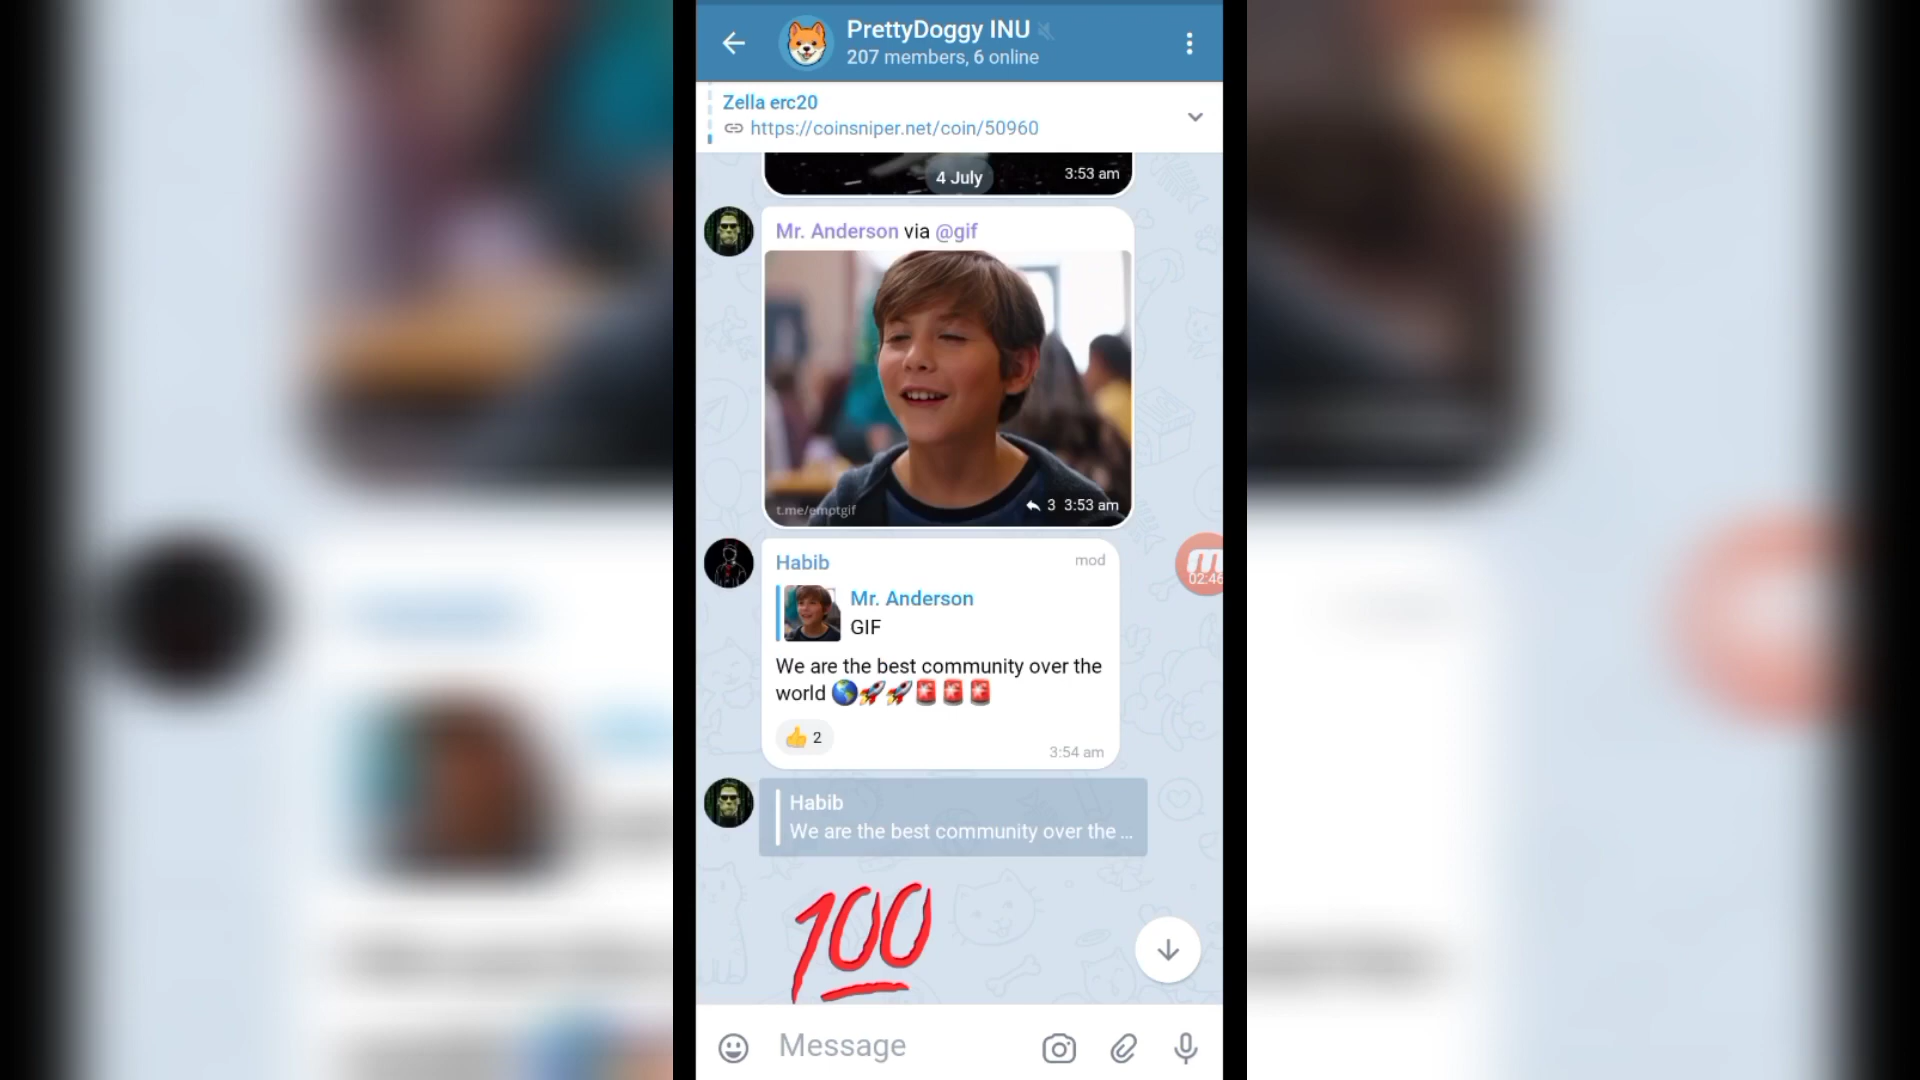 PrettyDoggy INU
207 members, 6 online
Zella erc20
https://coinsniper.net/coin/50960
4 July
3:53 am
Mr. Anderson via @gif
t.me/emptgif
3 3:53 am
Habib mod
Mr. Anderson
GIF
We are the best community over the
world 🌎🚀🚀🚨🚨🚨
👍 2
3:54 am
Habib
We are the best community over the ...
💯
02:46
Message